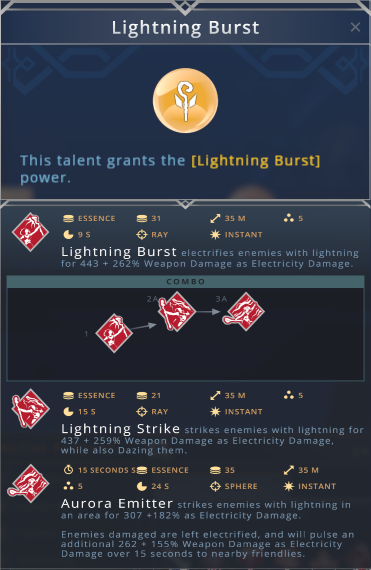 Lightning Burst
This talent grants the [Lightning Burst]
power.
ESSENCE 31 35 M 5
9 S RAY INSTANT
Lightning Burst electrifies enemies with lightning
for 443 + 262% Weapon Damage as Electricity Damage.
COMBO
1 2A 3A
ESSENCE 21 35 M 5
15 S RAY INSTANT
Lightning Strike strikes enemies with lightning for
437 + 259% Weapon Damage as Electricity Damage,
while also Dazing them.
15 SECONDS S ESSENCE 35 35 M
5 24 S SPHERE INSTANT
Aurora Emitter strikes enemies with lightning in
an area for 307 +182% as Electricity Damage.
Enemies damaged are left electrified, and will pulse an
additional 262 + 155% Weapon Damage as Electricity
Damage over 15 seconds to nearby friendlies.